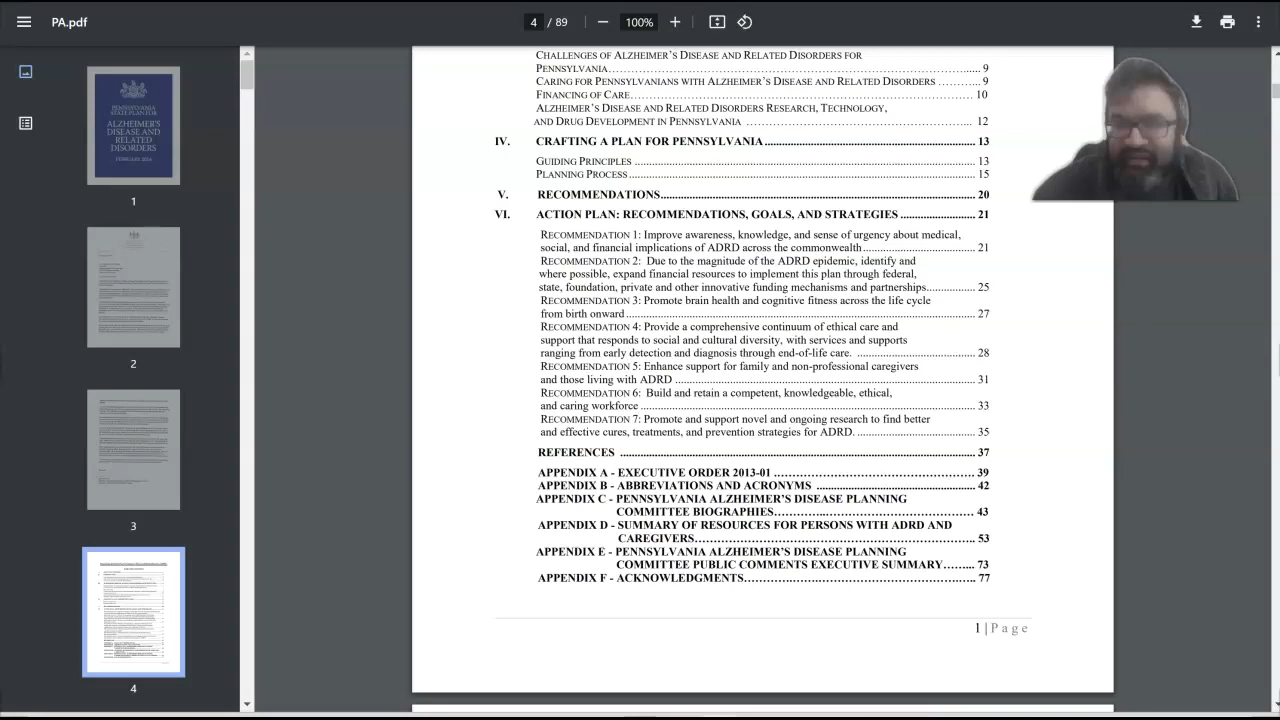 PA.pdf
4 / 89
100%
CHALLENGES OF ALZHEIMER'S DISEASE AND RELATED DISORDERS FOR
PENNSYLVANIA 9
CARING FOR PENNSYLVANIANS WITH ALZHEIMER'S DISEASE AND RELATED DISORDERS 9
FINANCING OF CARE 10
ALZHEIMER'S DISEASE AND RELATED DISORDERS RESEARCH, TECHNOLOGY,
AND DRUG DEVELOPMENT IN PENNSYLVANIA 12
IV. CRAFTING A PLAN FOR PENNSYLVANIA 13
GUIDING PRINCIPLES 13
PLANNING PROCESS 15
V. RECOMMENDATIONS 20
VI. ACTION PLAN: RECOMMENDATIONS, GOALS, AND STRATEGIES 21
RECOMMENDATION 1: Improve awareness, knowledge, and sense of urgency about medical,
social, and financial implications of ADRD across the commonwealth 21
RECOMMENDATION 2: Due to the magnitude of the ADRD epidemic, identify and
where possible, expand financial resources to implement this plan through federal,
state, foundation, private and other innovative funding mechanisms and partnerships 25
RECOMMENDATION 3: Promote brain health and cognitive fitness across the life cycle
from birth onward 27
RECOMMENDATION 4: Provide a comprehensive continuum of ethical care and
support that responds to social and cultural diversity, with services and supports
ranging from early detection and diagnosis through end-of-life care. 28
RECOMMENDATION 5: Enhance support for family and non-professional caregivers
and those living with ADRD 31
RECOMMENDATION 6: Build and retain a competent, knowledgeable, ethical,
and caring workforce 33
RECOMMENDATION 7: Promote and support novel and ongoing research to find better
and effective cures, treatments, and prevention strategies for ADRD. 35
REFERENCES 37
APPENDIX A - EXECUTIVE ORDER 2013-01 39
APPENDIX B - ABBREVIATIONS AND ACRONYMS 42
APPENDIX C - PENNSYLVANIA ALZHEIMER'S DISEASE PLANNING
COMMITTEE BIOGRAPHIES 43
APPENDIX D - SUMMARY OF RESOURCES FOR PERSONS WITH ADRD AND
CAREGIVERS 53
APPENDIX E - PENNSYLVANIA ALZHEIMER'S DISEASE PLANNING
COMMITTEE PUBLIC COMMENTS EXECUTIVE SUMMARY 73
APPENDIX F - ACKNOWLEDGMENTS 77
1 | Page
PENNSYLVANIA
STATE PLAN FOR
ALZHEIMER'S
DISEASE AND
RELATED
DISORDERS
FEBRUARY 2014
1
2
3
4